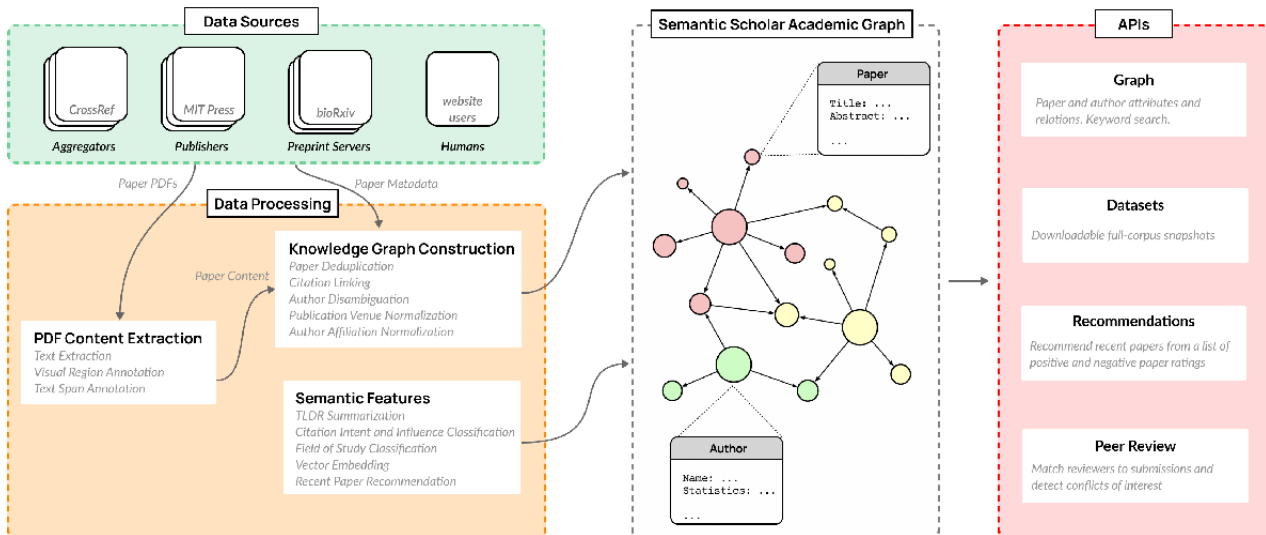 Data Sources
CrossRef
MIT Press
bioRxiv
website
users
Aggregators
Publishers
Preprint Servers
Humans
Paper PDFs
Paper Metadata
Data Processing
Knowledge Graph Construction
Paper Deduplication
Citation Linking
Author Disambiguation
Publication Venue Normalization
Author Affiliation Normalization
Paper Content
PDF Content Extraction
Text Extraction
Visual Region Annotation
Text Span Annotation
Semantic Features
TLDR Summarization
Citation Intent and Influence Classification
Field of Study Classification
Vector Embedding
Recent Paper Recommendation
Semantic Scholar Academic Graph
Paper
Title: ...
Abstract: ...
...
Author
Name: ...
Statistics: ...
...
APIs
Graph
Paper and author attributes and
relations. Keyword search.
Datasets
Downloadable full-corpus snapshots
Recommendations
Recommend recent papers from a list of
positive and negative paper ratings
Peer Review
Match reviewers to submissions and
detect conflicts of interest